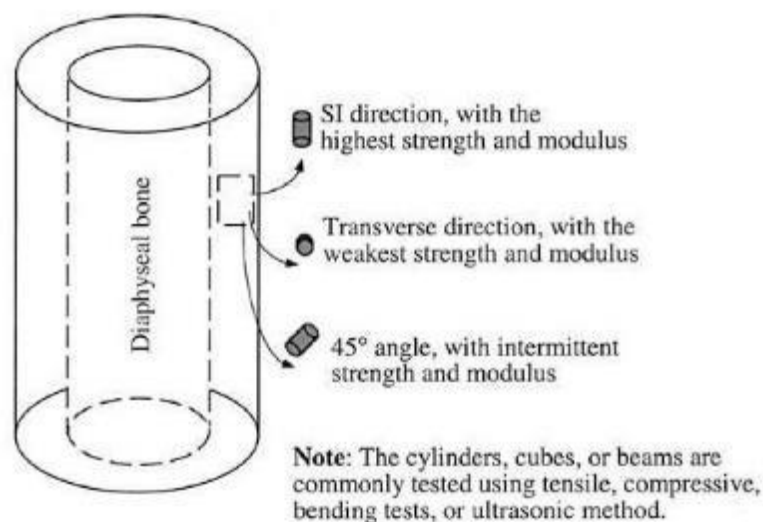 Diaphyseal bone
SI direction, with the
highest strength and modulus
Transverse direction, with the
weakest strength and modulus
45° angle, with intermittent
strength and modulus
Note: The cylinders, cubes, or beams are
commonly tested using tensile, compressive,
bending tests, or ultrasonic method.